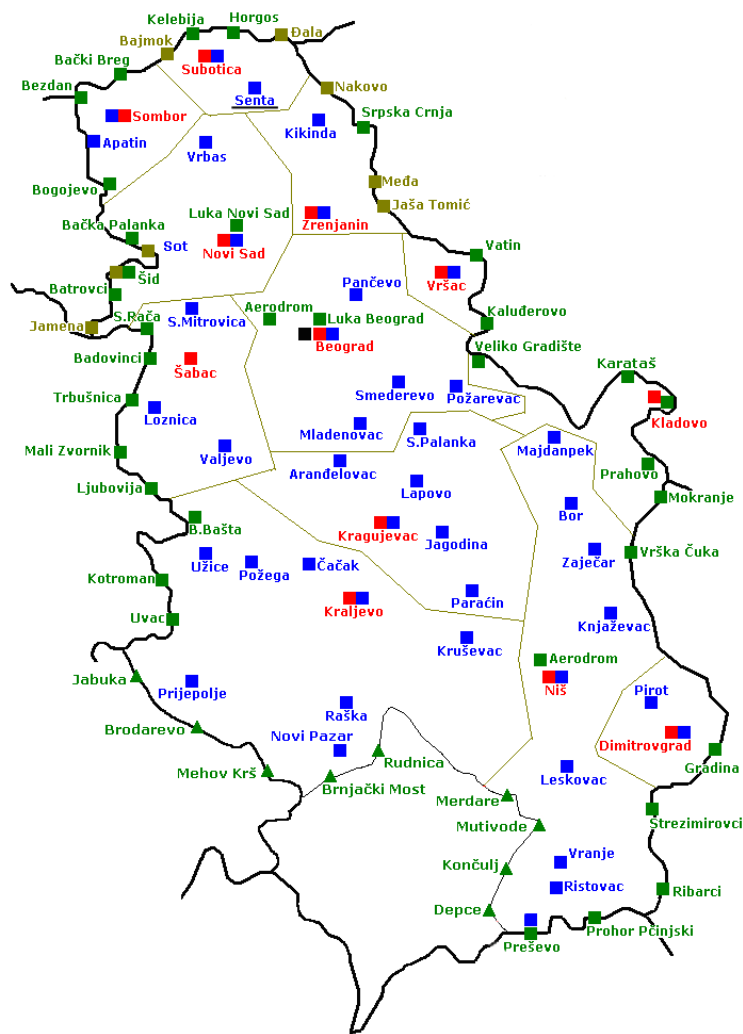 Kelebija
Horgos
Đala
Bajmok
Subotica
Bački Breg
Bezdan
Senta
Nakovo
Sombor
Kikinda
Srpska Crnja
Apatin
Vrbas
Međa
Bogojevo
Jaša Tomić
Luka Novi Sad
Zrenjanin
Bačka Palanka
Sot
Novi Sad
Vatin
Šid
Vršac
Pančevo
Batrovci
S.Mitrovica
Aerodrom
Luka Beograd
Kaluđerovo
Jamena
S.Rača
Beograd
Veliko Gradište
Badovinci
Šabac
Karataš
Smederevo
Požarevac
Trbušnica
Loznica
Kladovo
Mladenovac
S.Palanka
Majdanpek
Mali Zvornik
Valjevo
Aranđelovac
Prahovo
Ljubovija
Lapovo
Mokranje
Bor
B.Bašta
Kragujevac
Jagodina
Vrška Čuka
Užice
Požega
Čačak
Zaječar
Kotroman
Paraćin
Kraljevo
Uvac
Knjaževac
Kruševac
Aerodrom
Jabuka
Prijepolje
Niš
Pirot
Raška
Brodarevo
Novi Pazar
Dimitrovgrad
Rudnica
Gradina
Mehov Krš
Brnjački Most
Leskovac
Merdare
Strezimirovci
Mutivode
Vranje
Končulj
Ristovac
Ribarci
Depce
Prohor Pčinjski
Preševo